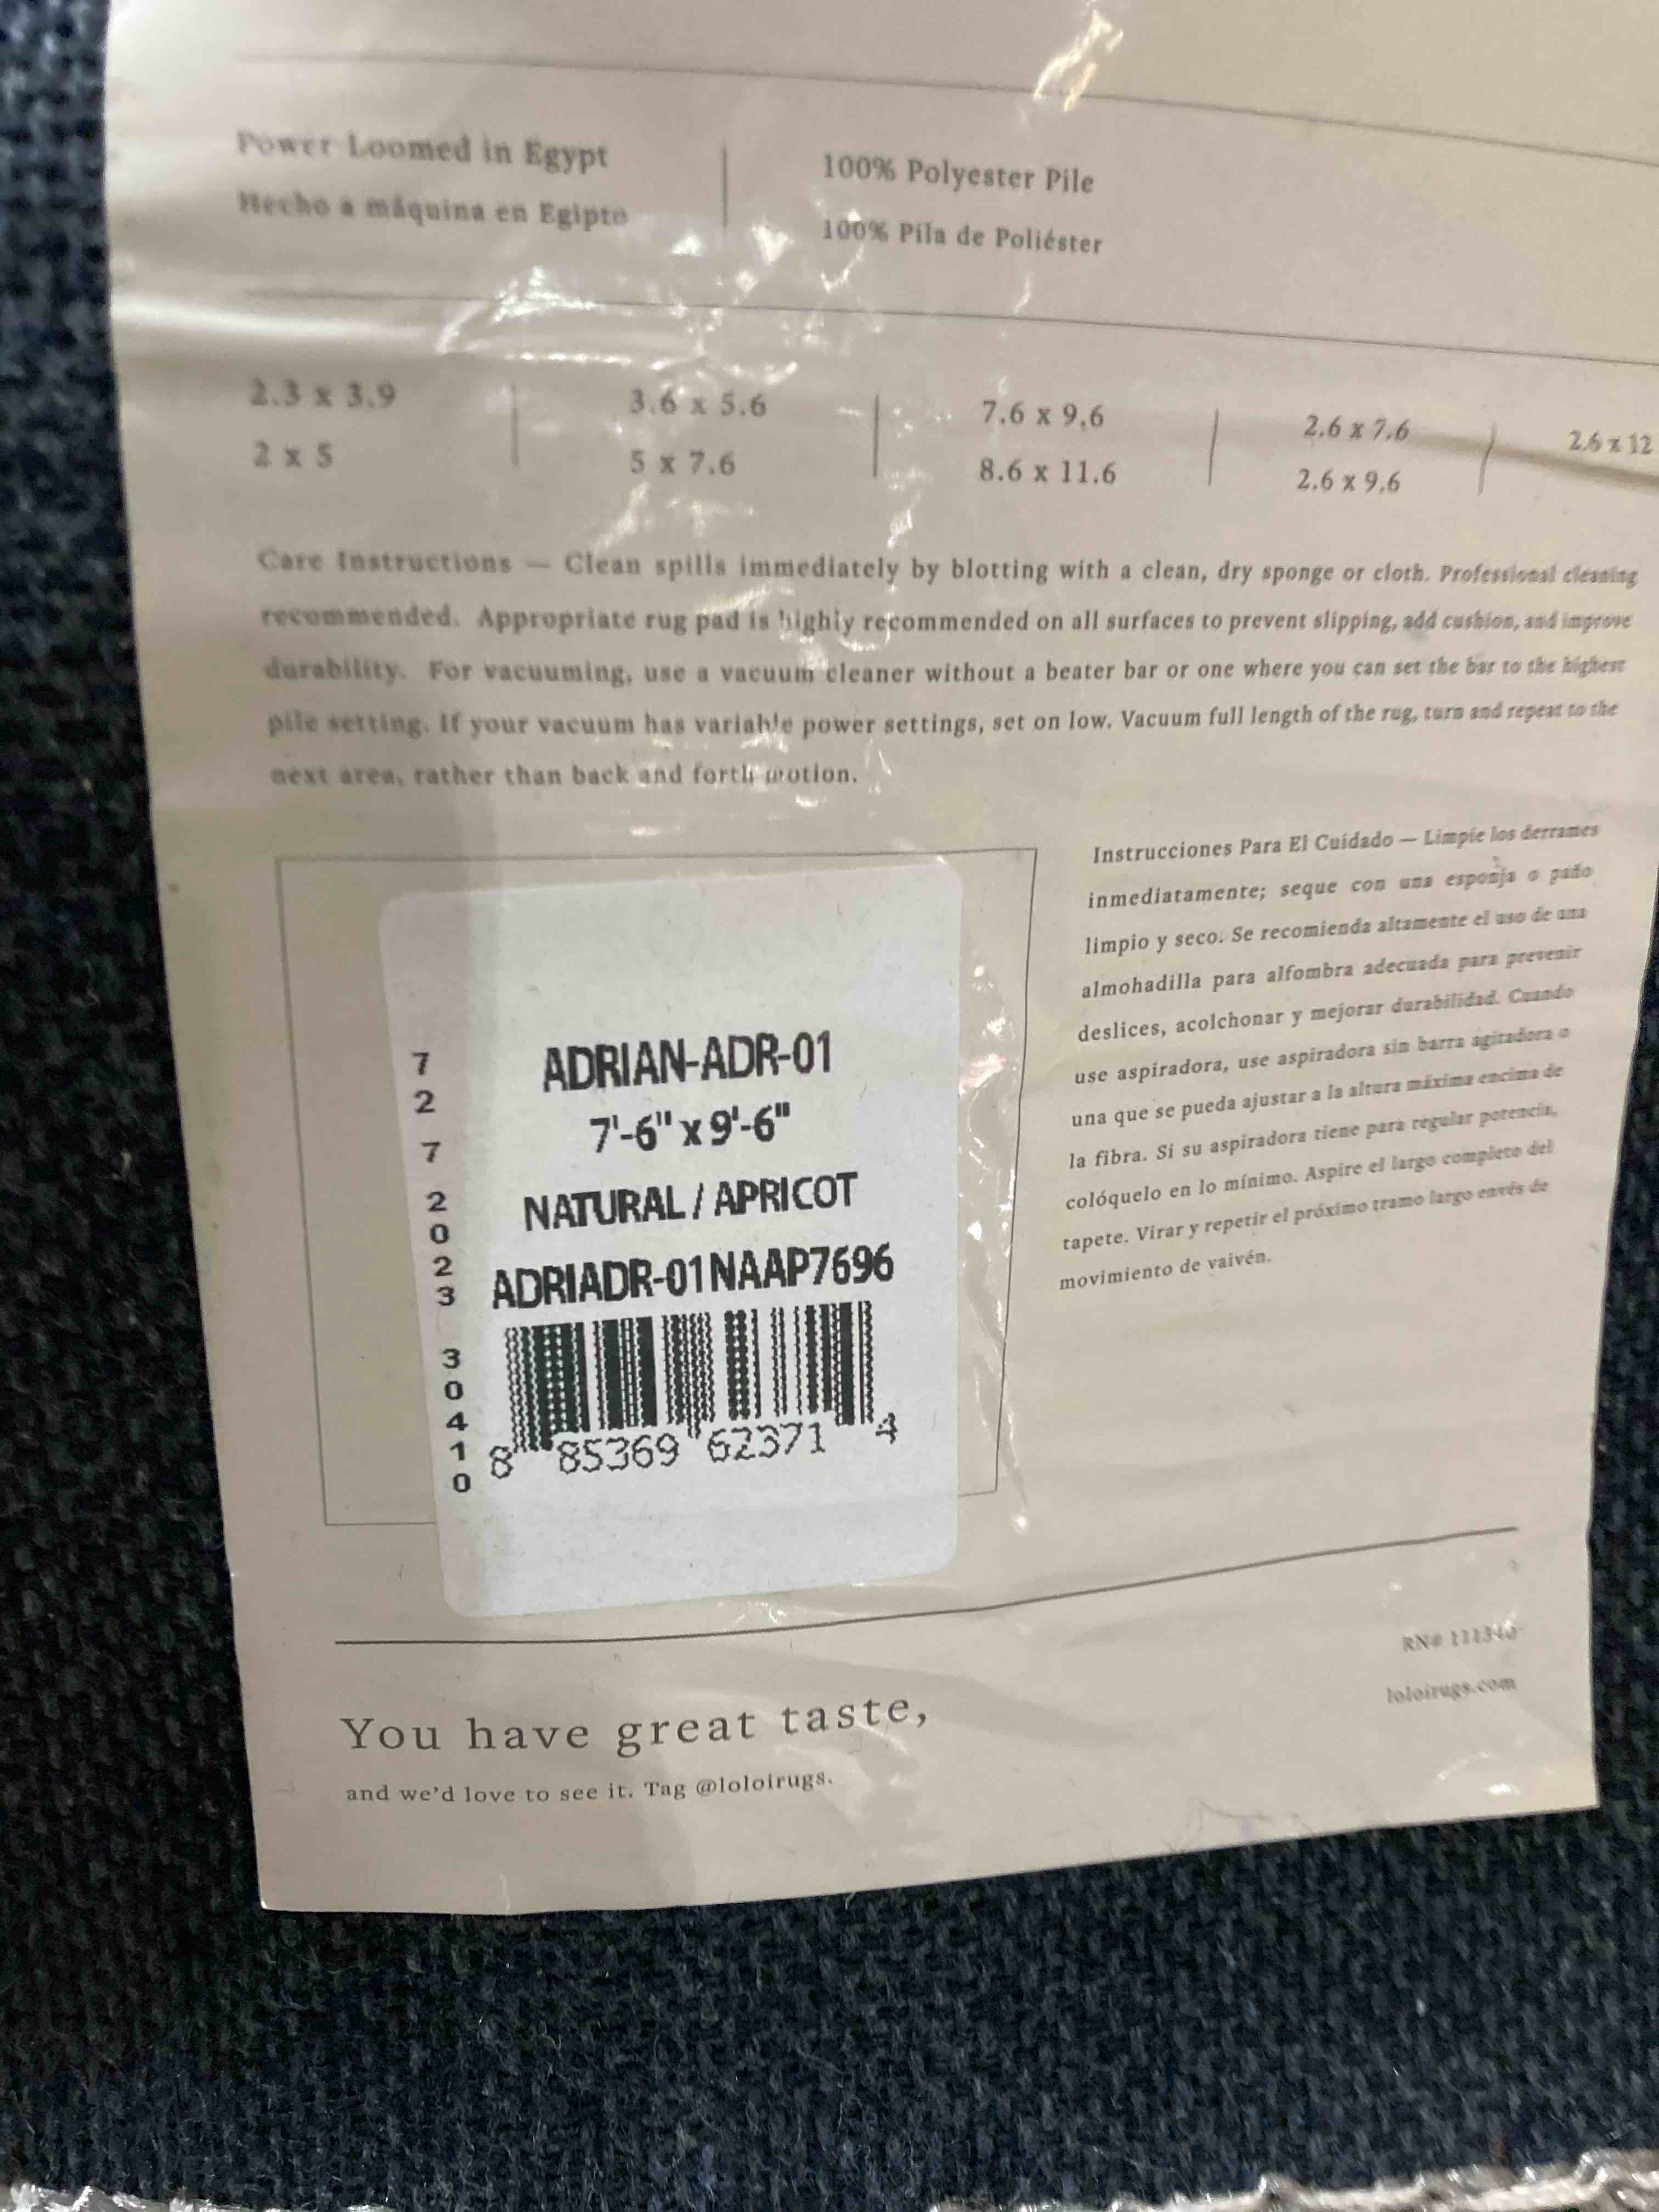 Power Loomed in Egypt
Hecho a máquina en Egipto
100% Polyester Pile
100% Pila de Poliéster
2.3 x 3.9
2 x 5
3.6 x 5.6
5 x 7.6
7.6 x 9.6
8.6 x 11.6
2.6 x 7.6
2.6 x 9.6
2.6 x 12
Care Instructions — Clean spills immediately by blotting with a clean, dry sponge or cloth. Professional cleaning
recommended. Appropriate rug pad is highly recommended on all surfaces to prevent slipping, add cushion, and improve
durability. For vacuuming, use a vacuum cleaner without a beater bar or one where you can set the bar to the highest
pile setting. If your vacuum has variable power settings, set on low. Vacuum full length of the rug, turn and repeat to the
next area, rather than back and forth motion.
7 2 7 2023 30410
ADRIAN-ADR-01
7'-6" x 9'-6"
NATURAL / APRICOT
ADRIADR-01NAAP7696
8 85369 62371 4
Instrucciones Para El Cuidado — Limpie los derrames
inmediatamente; seque con una esponja o paño
limpio y seco. Se recomienda altamente el uso de una
almohadilla para alfombra adecuada para prevenir
deslices, acolchonar y mejorar durabilidad. Cuando
use aspiradora, use aspiradora sin barra agitadora o
una que se pueda ajustar a la altura máxima encima de
la fibra. Si su aspiradora tiene para regular potencia,
colóquelo en lo mínimo. Aspire el largo completo del
tapete. Virar y repetir el próximo tramo largo envés de
movimiento de vaivén.
RN#
loloirugs.com
You have great taste,
and we'd love to see it. Tag @loloirugs.